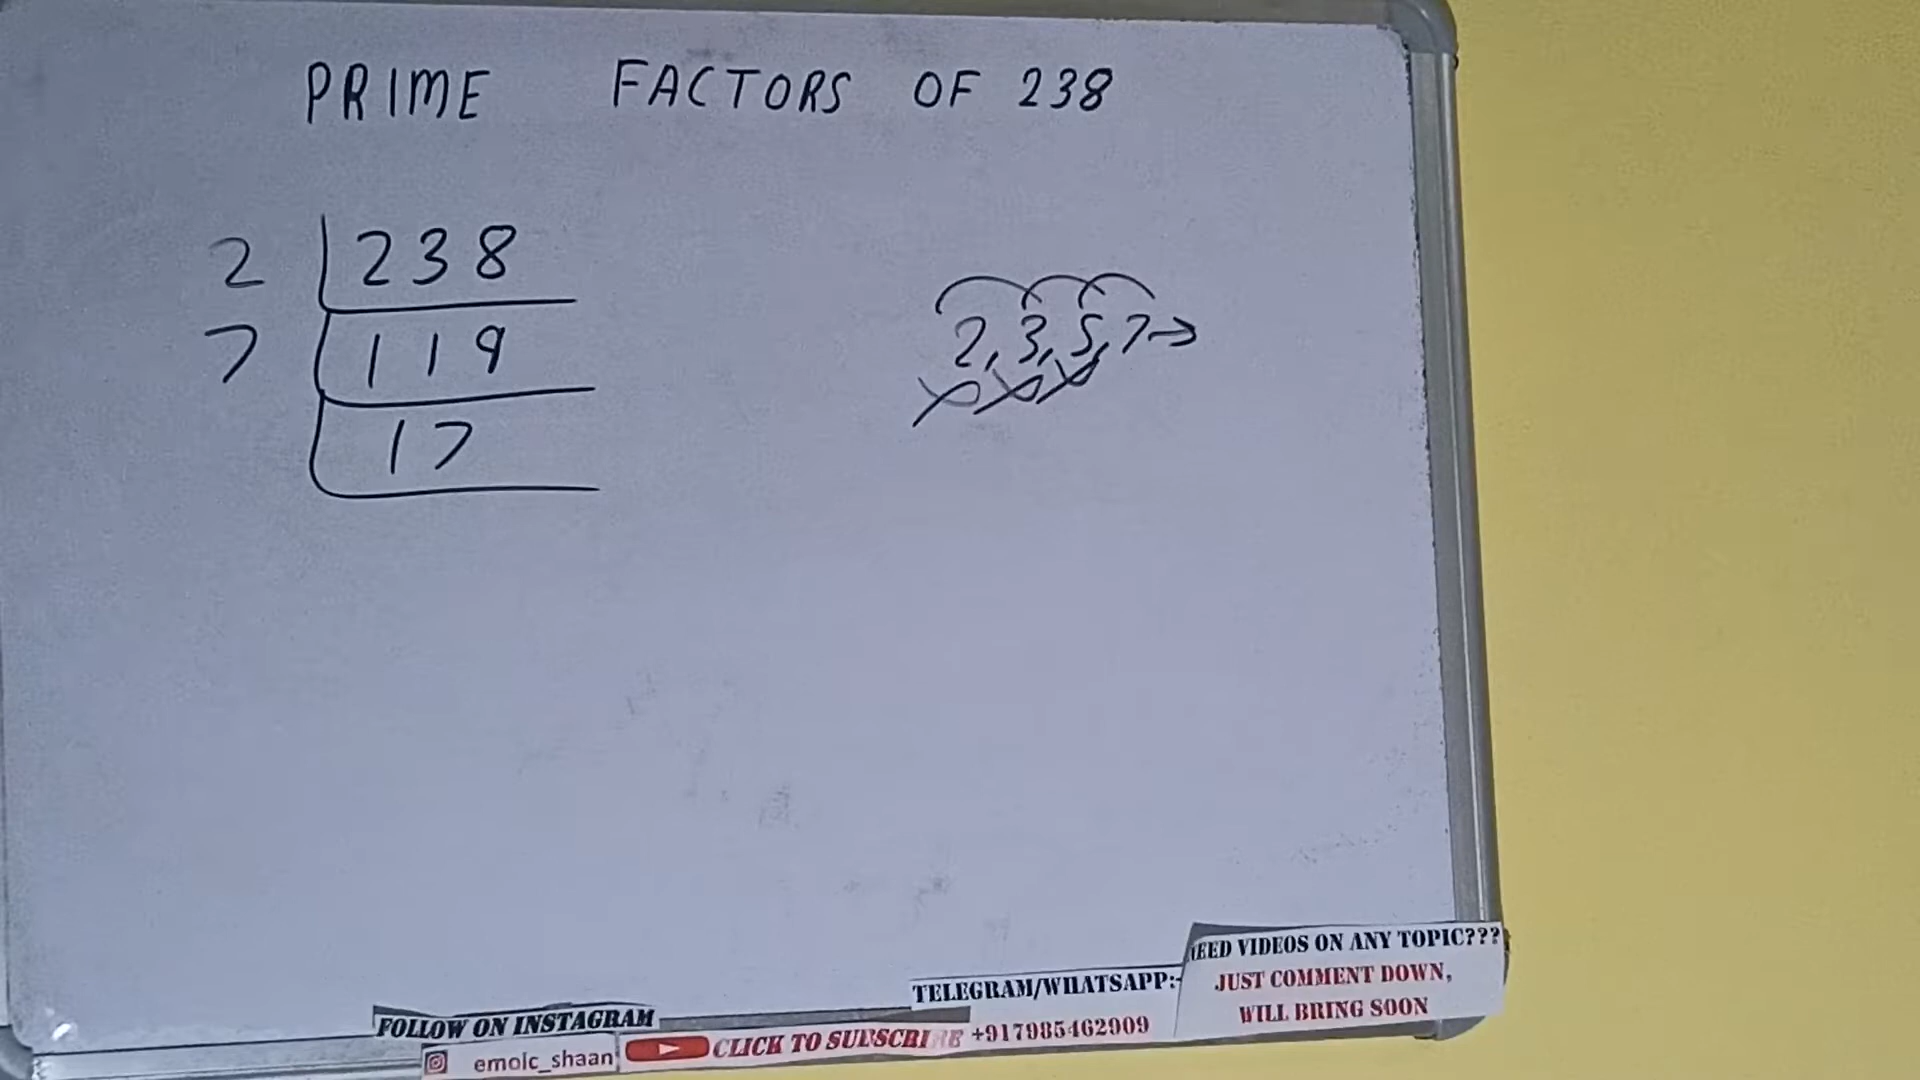 PRIME FACTORS OF 238
2 238
7 119
17
2, 3, 5, 7→
FOLLOW ON INSTAGRAM
emolc_shaan
CLICK TO SUBSCRIBE
TELEGRAM/WHATSAPP:-
+917985462909
EED VIDEOS ON ANY TOPIC???
JUST COMMENT DOWN,
WILL BRING SOON